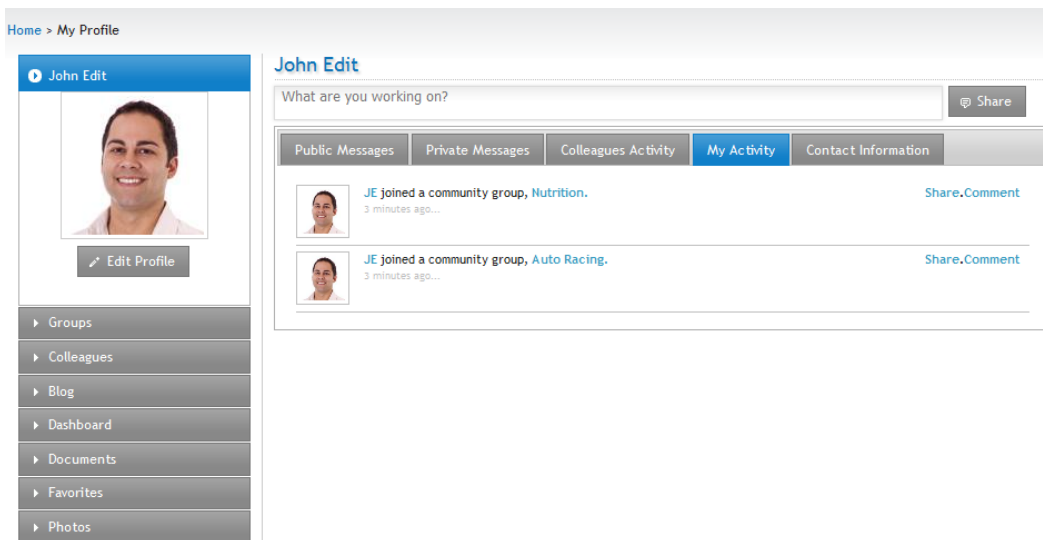 Home > My Profile
John Edit
Edit Profile
Groups
Colleagues
Blog
Dashboard
Documents
Favorites
Photos
John Edit
What are you working on?
Share
Public Messages Private Messages Colleagues Activity My Activity Contact Information
JE joined a community group, Nutrition. Share.Comment
3 minutes ago...
JE joined a community group, Auto Racing. Share.Comment
3 minutes ago...